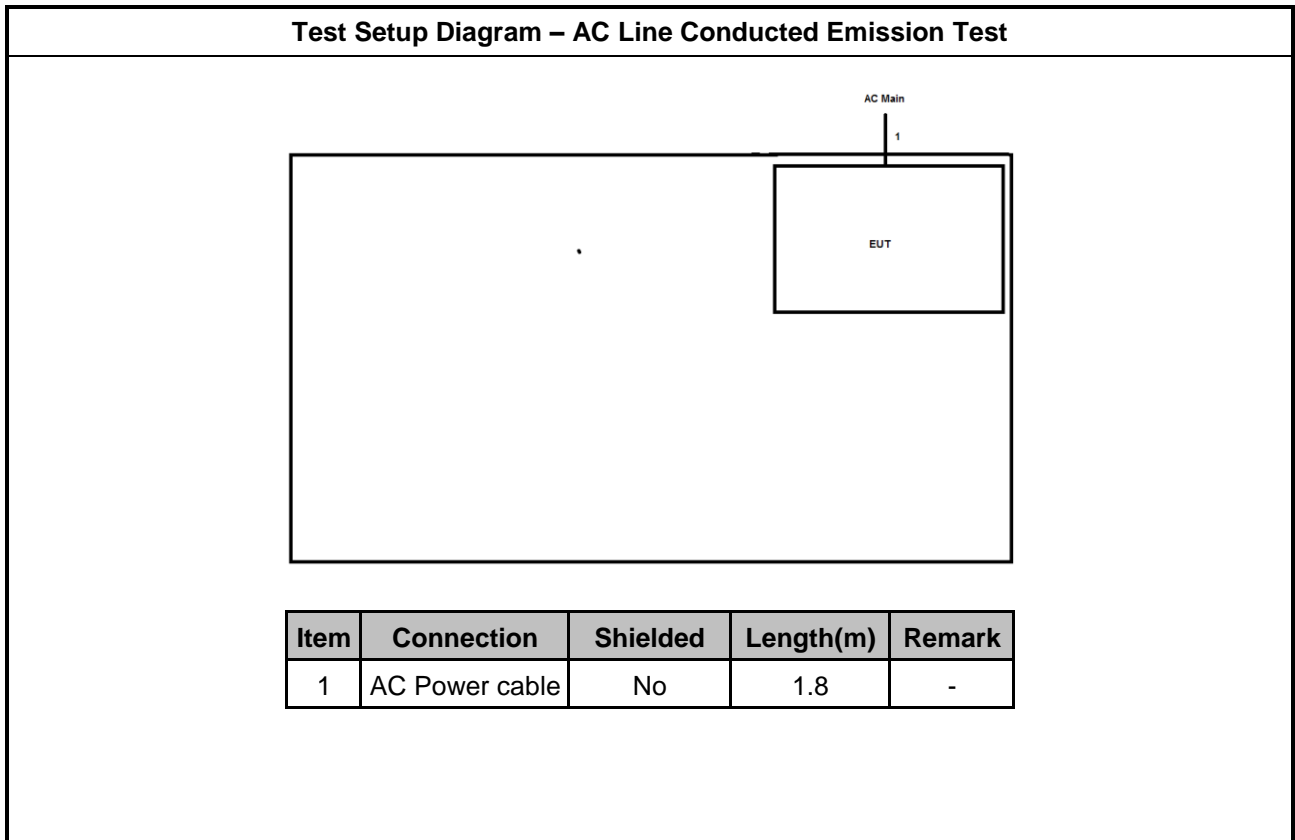 Test Setup Diagram – AC Line Conducted Emission Test
AC Main
1
EUT
Item Connection Shielded Length(m) Remark
1 AC Power cable No 1.8 -